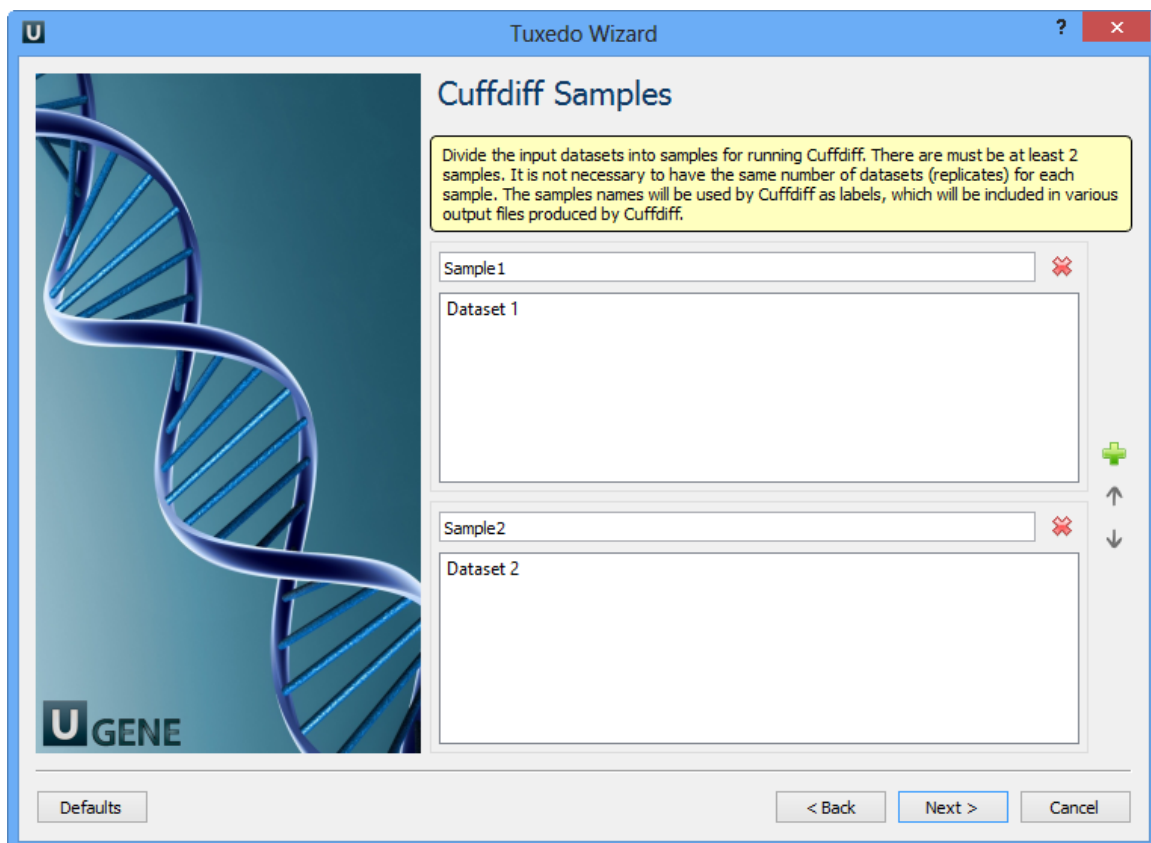 U
Tuxedo Wizard
?
Cuffdiff Samples
Divide the input datasets into samples for running Cuffdiff. There are must be at least 2
samples. It is not necessary to have the same number of datasets (replicates) for each
sample. The samples names will be used by Cuffdiff as labels, which will be included in various
output files produced by Cuffdiff.
Sample1
Dataset 1
Sample2
Dataset 2
UGENE
Defaults
< Back
Next >
Cancel